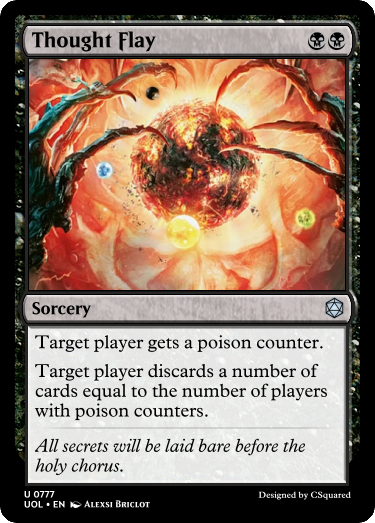 Thought Flay
Sorcery
Target player gets a poison counter.
Target player discards a number of
cards equal to the number of players
with poison counters.
All secrets will be laid bare before the
holy chorus.
U 0777
UOL • EN Alexsi Briclot
Designed by CSquared